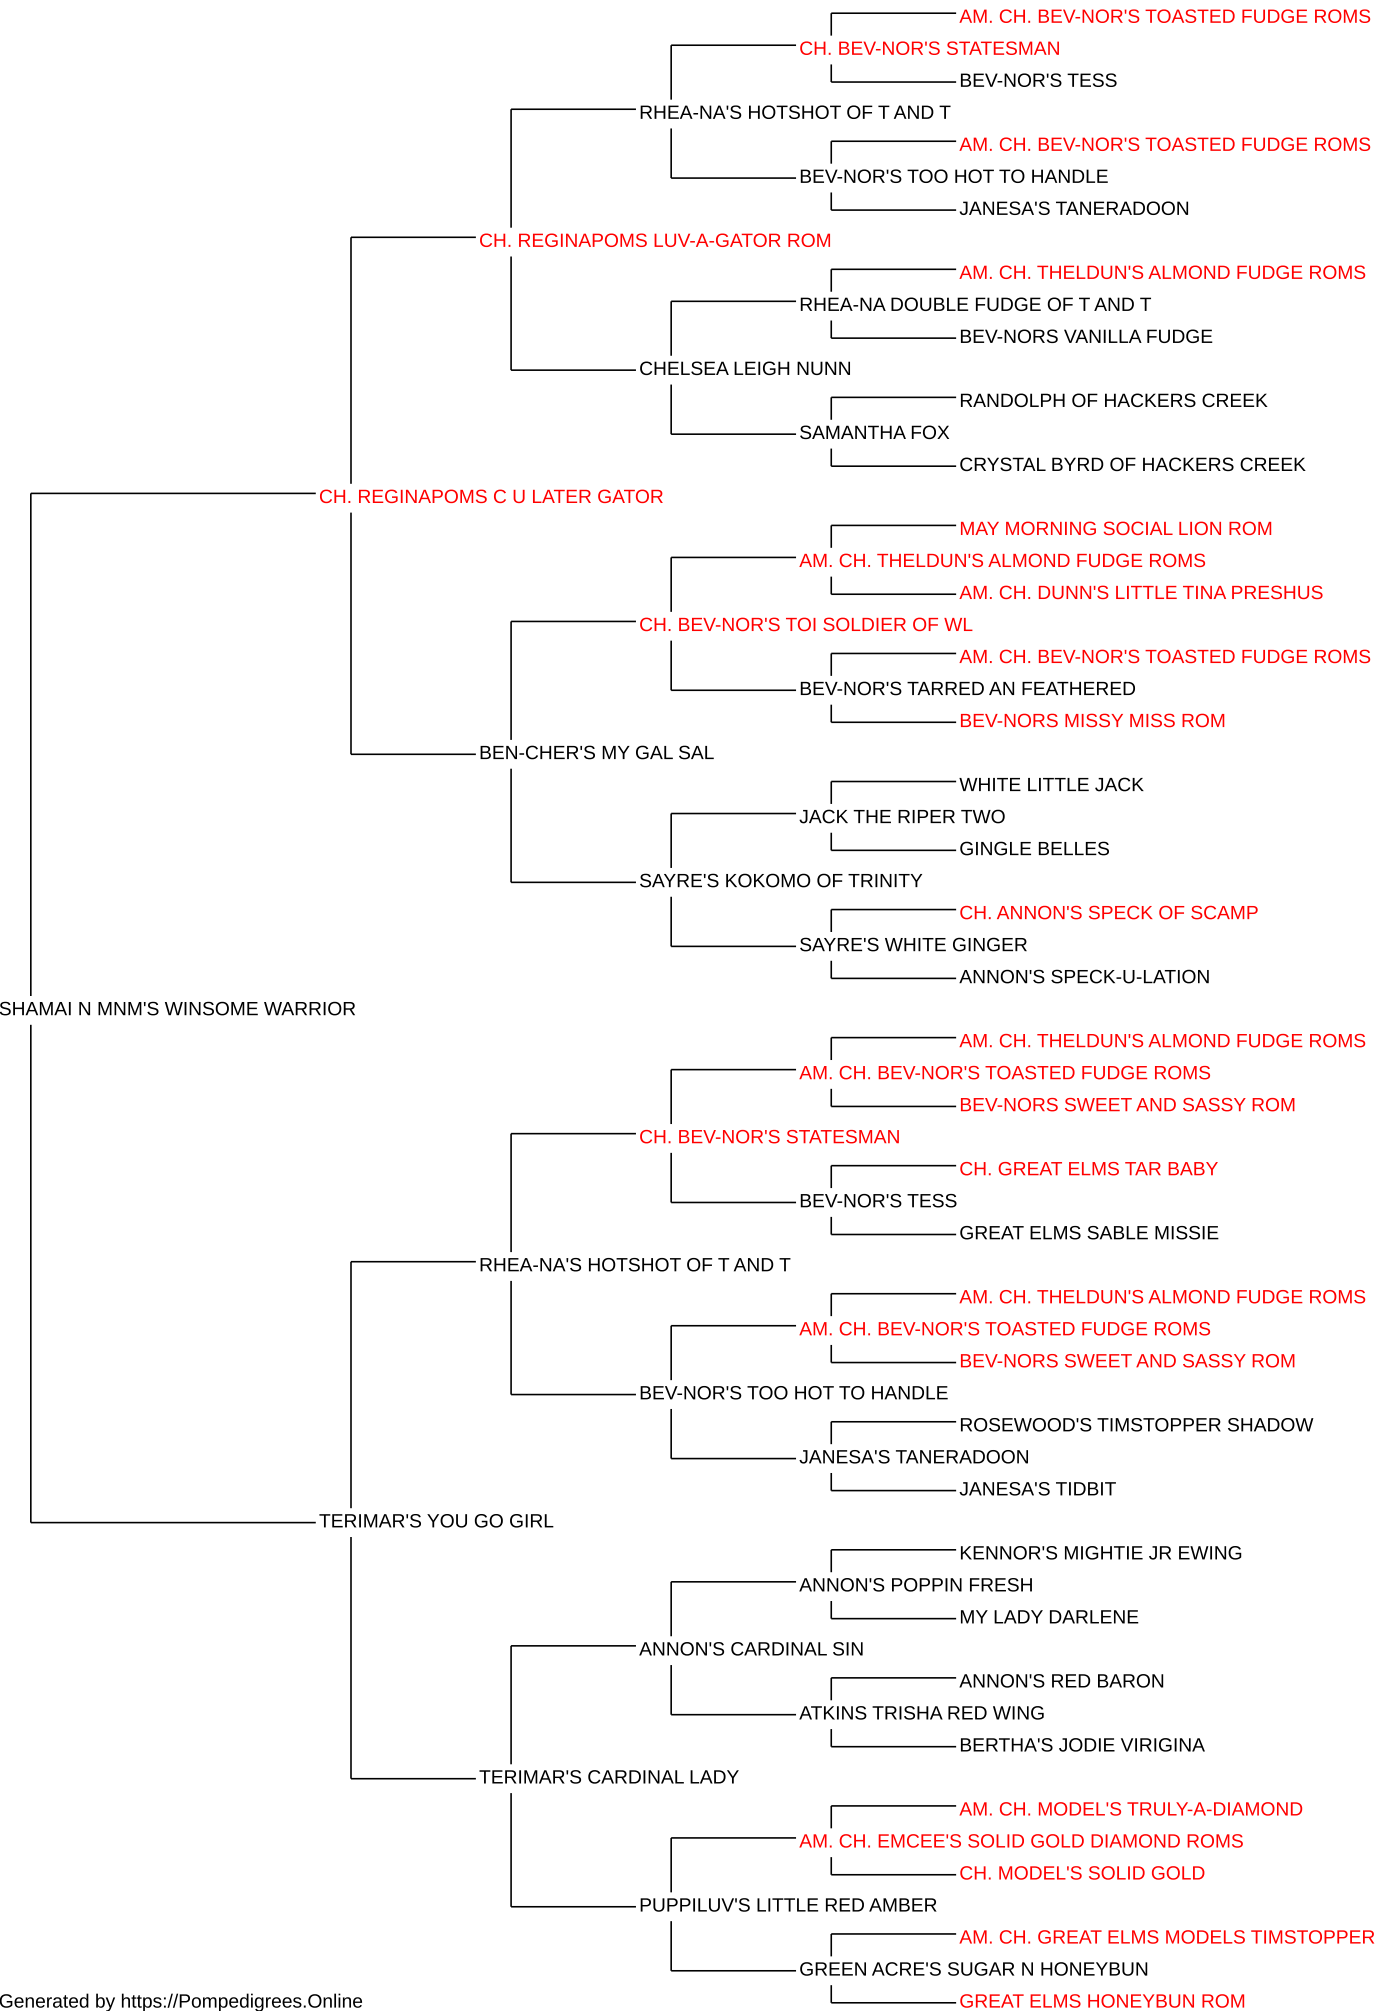 AM. CH. BEV-NOR'S TOASTED FUDGE ROMS
CH. BEV-NOR'S STATESMAN
BEV-NOR'S TESS
RHEA-NA'S HOTSHOT OF T AND T
AM. CH. BEV-NOR'S TOASTED FUDGE ROMS
BEV-NOR'S TOO HOT TO HANDLE
JANESA'S TANERADOON
CH. REGINAPOMS LUV-A-GATOR ROM
AM. CH. THELDUN'S ALMOND FUDGE ROMS
RHEA-NA DOUBLE FUDGE OF T AND T
BEV-NORS VANILLA FUDGE
CHELSEA LEIGH NUNN
RANDOLPH OF HACKERS CREEK
SAMANTHA FOX
CRYSTAL BYRD OF HACKERS CREEK
CH. REGINAPOMS C U LATER GATOR
MAY MORNING SOCIAL LION ROM
AM. CH. THELDUN'S ALMOND FUDGE ROMS
AM. CH. DUNN'S LITTLE TINA PRESHUS
CH. BEV-NOR'S TOI SOLDIER OF WL
AM. CH. BEV-NOR'S TOASTED FUDGE ROMS
BEV-NOR'S TARRED AN FEATHERED
BEV-NORS MISSY MISS ROM
BEN-CHER'S MY GAL SAL
WHITE LITTLE JACK
JACK THE RIPER TWO
GINGLE BELLES
SAYRE'S KOKOMO OF TRINITY
CH. ANNON'S SPECK OF SCAMP
SAYRE'S WHITE GINGER
ANNON'S SPECK-U-LATION
SHAMAI N MNM'S WINSOME WARRIOR
AM. CH. THELDUN'S ALMOND FUDGE ROMS
AM. CH. BEV-NOR'S TOASTED FUDGE ROMS
BEV-NORS SWEET AND SASSY ROM
CH. BEV-NOR'S STATESMAN
CH. GREAT ELMS TAR BABY
BEV-NOR'S TESS
GREAT ELMS SABLE MISSIE
RHEA-NA'S HOTSHOT OF T AND T
AM. CH. THELDUN'S ALMOND FUDGE ROMS
AM. CH. BEV-NOR'S TOASTED FUDGE ROMS
BEV-NORS SWEET AND SASSY ROM
BEV-NOR'S TOO HOT TO HANDLE
ROSEWOOD'S TIMSTOPPER SHADOW
JANESA'S TANERADOON
JANESA'S TIDBIT
TERIMAR'S YOU GO GIRL
KENNOR'S MIGHTIE JR EWING
ANNON'S POPPIN FRESH
MY LADY DARLENE
ANNON'S CARDINAL SIN
ANNON'S RED BARON
ATKINS TRISHA RED WING
BERTHA'S JODIE VIRIGINA
TERIMAR'S CARDINAL LADY
AM. CH. MODEL'S TRULY-A-DIAMOND
AM. CH. EMCEE'S SOLID GOLD DIAMOND ROMS
CH. MODEL'S SOLID GOLD
PUPPILUV'S LITTLE RED AMBER
AM. CH. GREAT ELMS MODELS TIMSTOPPER
GREEN ACRE'S SUGAR N HONEYBUN
GREAT ELMS HONEYBUN ROM
Generated by https://Pompedigrees.Online